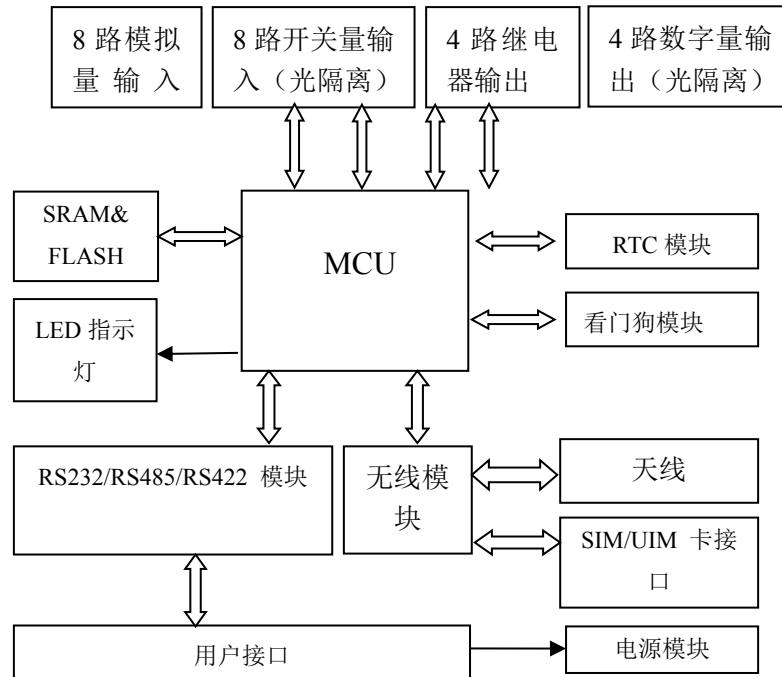 8 路模拟
量 输 入
8 路开关量输
入（光隔离）
4 路继电
器输出
4 路数字量输
出（光隔离）
SRAM&
FLASH
MCU
RTC 模块
LED 指示
灯
看门狗模块
RS232/RS485/RS422 模块
无线模
块
天线
SIM/UIM 卡接
口
用户接口
电源模块